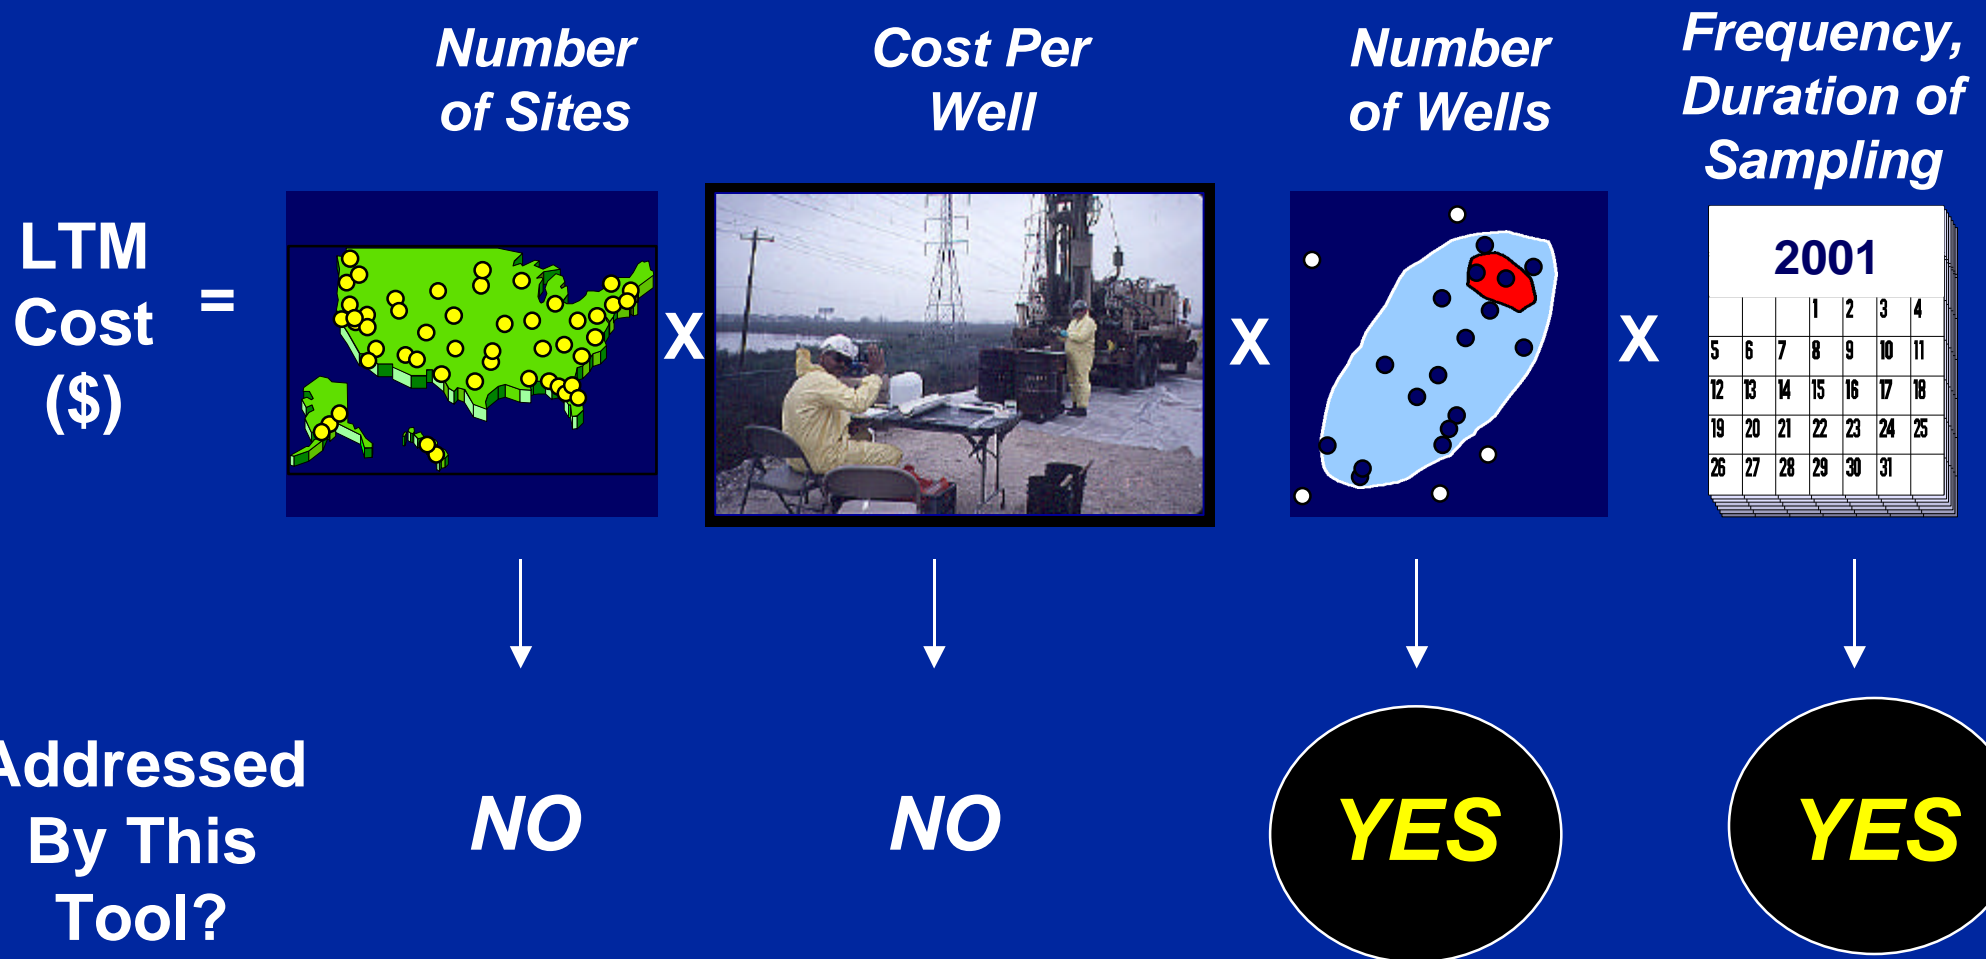 Number
of Sites
Cost Per
Well
Number
of Wells
Frequency,
Duration of
Sampling
LTM
Cost
($)
=
X
X
X
2001
1 2 3 4
5 6 7 8 9 10 11
12 13 14 15 16 17 18
19 20 21 22 23 24 25
26 27 28 29 30 31
Addressed
By This
Tool?
NO
NO
YES
YES